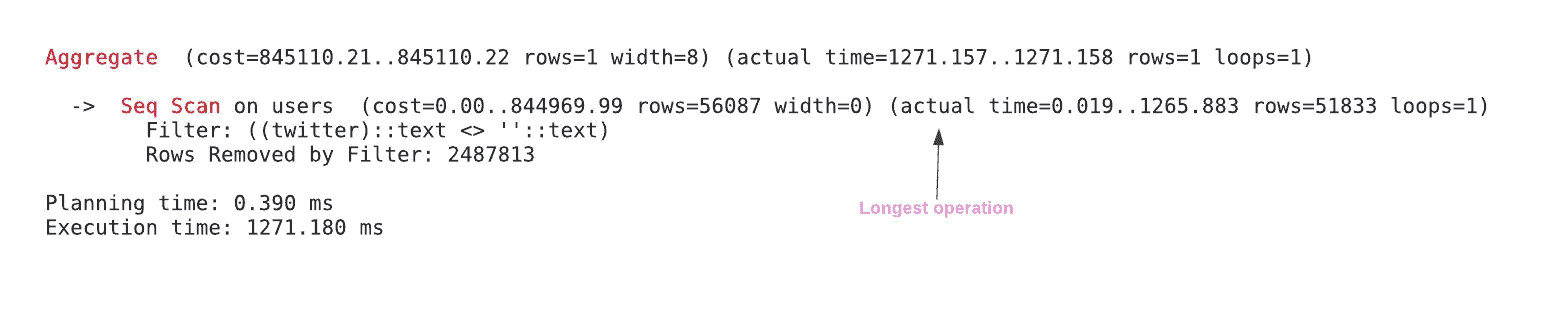 Aggregate  (cost=845110.21..845110.22 rows=1 width=8) (actual time=1271.157..1271.158 rows=1 loops=1)
  ->  Seq Scan on users  (cost=0.00..844969.99 rows=56087 width=0) (actual time=0.019..1265.883 rows=51833 loops=1)
        Filter: ((twitter)::text <> ''::text)
        Rows Removed by Filter: 2487813
Planning time: 0.390 ms
Longest operation
Execution time: 1271.180 ms